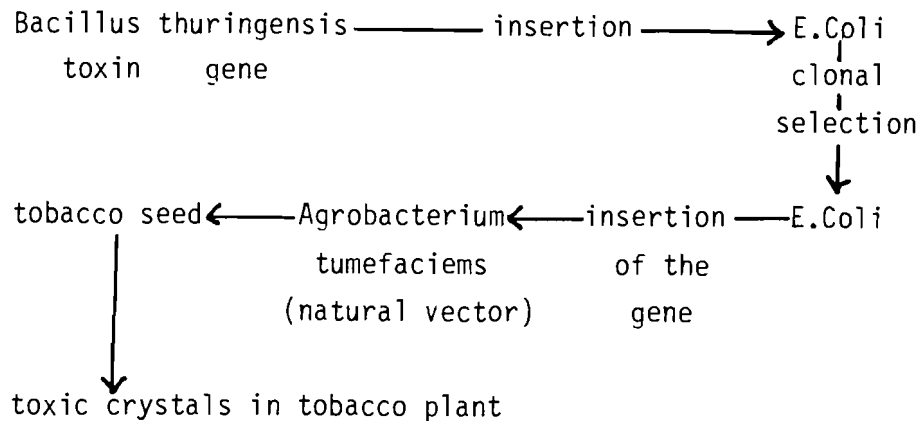 Bacillus thuringensis insertion E.Coli
toxin gene clonal
selection
tobacco seed Agrobacterium insertion E.Coli
tumefaciems of the
(natural vector) gene
toxic crystals in tobacco plant